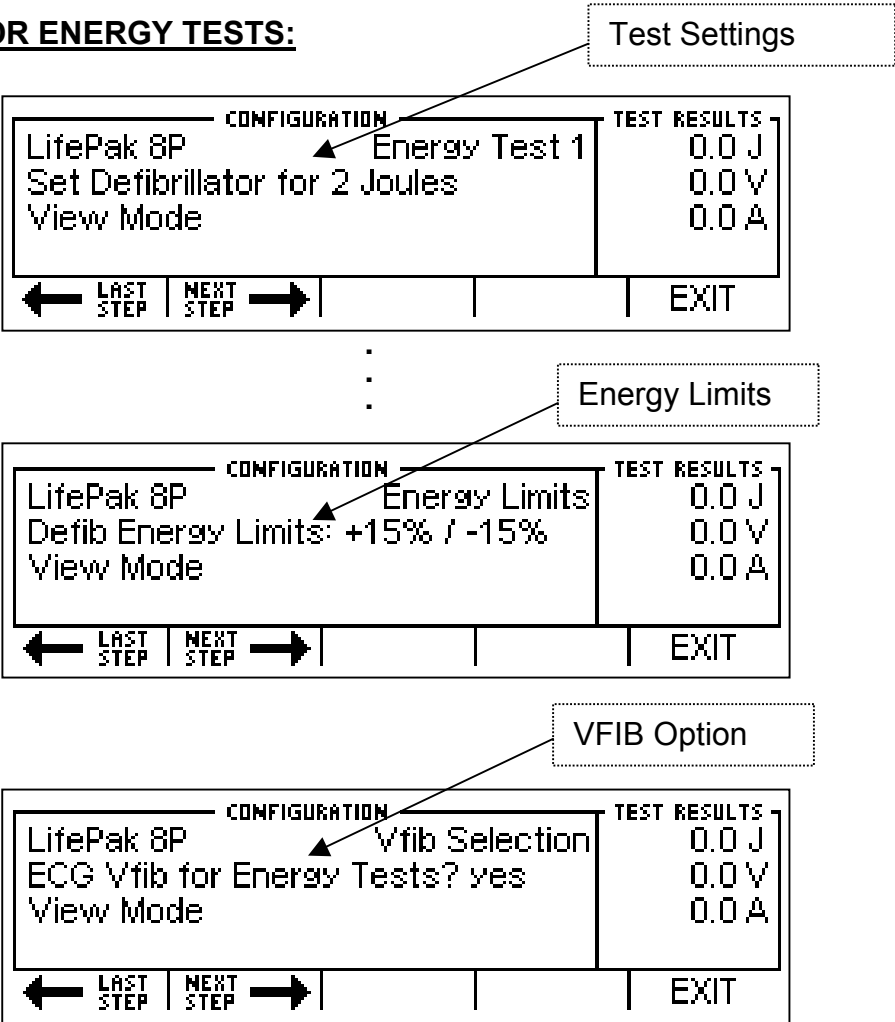 OR ENERGY TESTS:
Test Settings
CONFIGURATION TEST RESULTS
LifePak 8P Energy Test 1 0.0 J
Set Defibrillator for 2 Joules 0.0 V
View Mode 0.0 A
LAST STEP NEXT STEP EXIT
.
.
.
Energy Limits
CONFIGURATION TEST RESULTS
LifePak 8P Energy Limits 0.0 J
Defib Energy Limits: +15% / -15% 0.0 V
View Mode 0.0 A
LAST STEP NEXT STEP EXIT
VFIB Option
CONFIGURATION TEST RESULTS
LifePak 8P Vfib Selection 0.0 J
ECG Vfib for Energy Tests? yes 0.0 V
View Mode 0.0 A
LAST STEP NEXT STEP EXIT